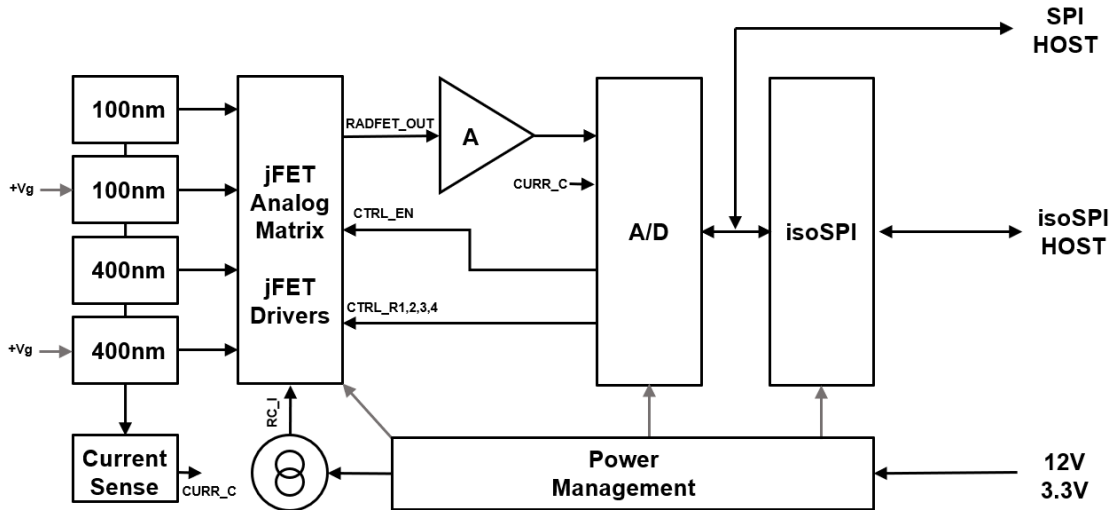 SPI
HOST
100nm
RADFET_OUT
A
100nm
+Vg
jFET
Analog
Matrix
CURR_C
CTRL_EN
A/D
isoSPI
isoSPI
HOST
400nm
jFET
Drivers
CTRL_R1,2,3,4
400nm
+Vg
RC_I
Current
Sense
CURR_C
Power
Management
12V
3.3V